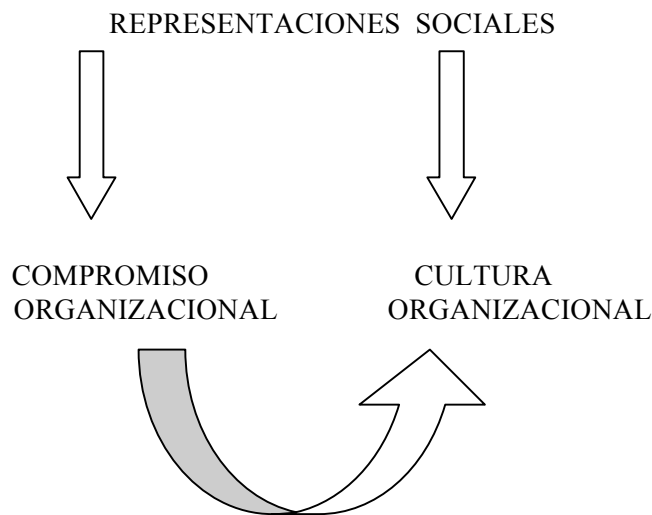 REPRESENTACIONES SOCIALES
COMPROMISO
ORGANIZACIONAL
CULTURA
ORGANIZACIONAL